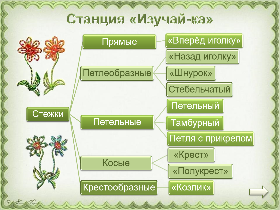 Станция «Изучай-ка»
Стежки
Прямые
«Вперёд иголку»
Петлеобразные
«Назад иголку»
«Шнурок»
Стебельчатый
Петельные
Петельный
Тамбурный
Петля с прикрепом
Косые
«Крест»
«Полукрест»
Крестообразные
«Козлик»